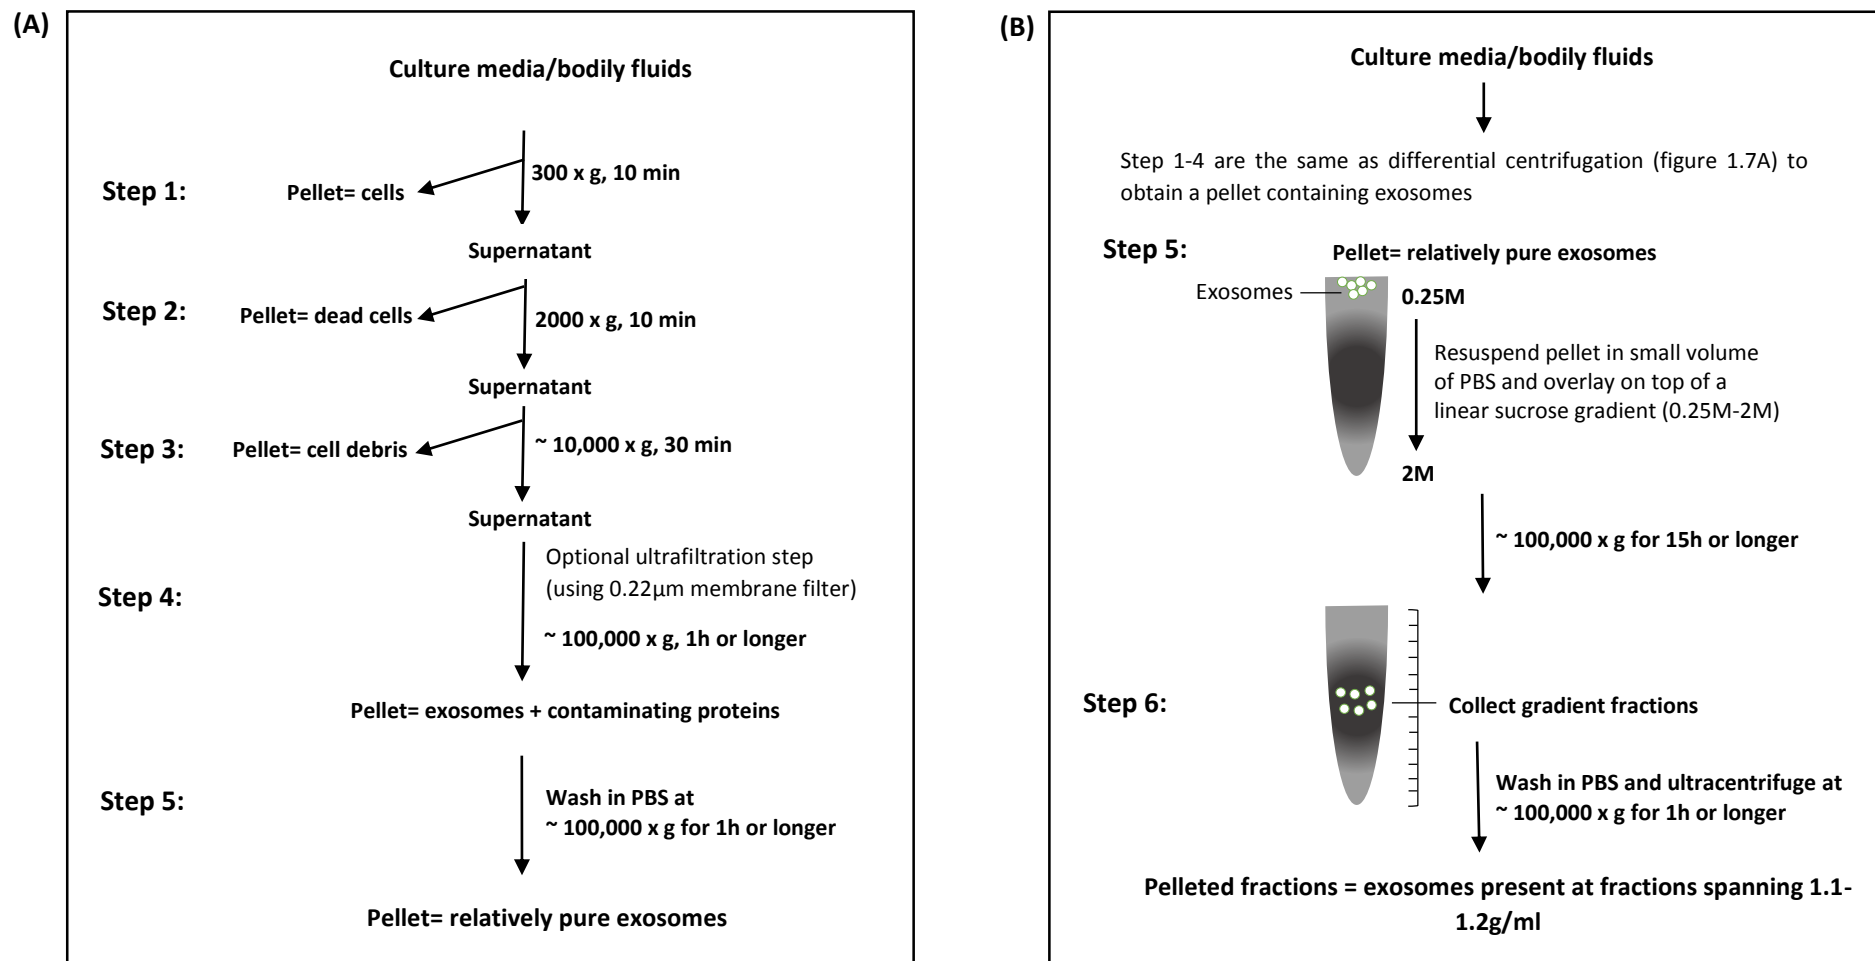 (A)
Culture media/bodily fluids
Step 1:
Pellet= cells
300 x g, 10 min
Supernatant
Step 2:
Pellet= dead cells
2000 x g, 10 min
Supernatant
Step 3:
Pellet= cell debris
~ 10,000 x g, 30 min
Supernatant
Optional ultrafiltration step
(using 0.22µm membrane filter)
Step 4:
~ 100,000 x g, 1h or longer
Pellet= exosomes + contaminating proteins
Step 5:
Wash in PBS at
~ 100,000 x g for 1h or longer
Pellet= relatively pure exosomes
(B)
Culture media/bodily fluids
Step 1-4 are the same as differential centrifugation (figure 1.7A) to
obtain a pellet containing exosomes
Step 5:
Pellet= relatively pure exosomes
Exosomes
0.25M
Resuspend pellet in small volume
of PBS and overlay on top of a
linear sucrose gradient (0.25M-2M)
2M
~ 100,000 x g for 15h or longer
Step 6:
Collect gradient fractions
Wash in PBS and ultracentrifuge at
~ 100,000 x g for 1h or longer
Pelleted fractions = exosomes present at fractions spanning 1.1-
1.2g/ml